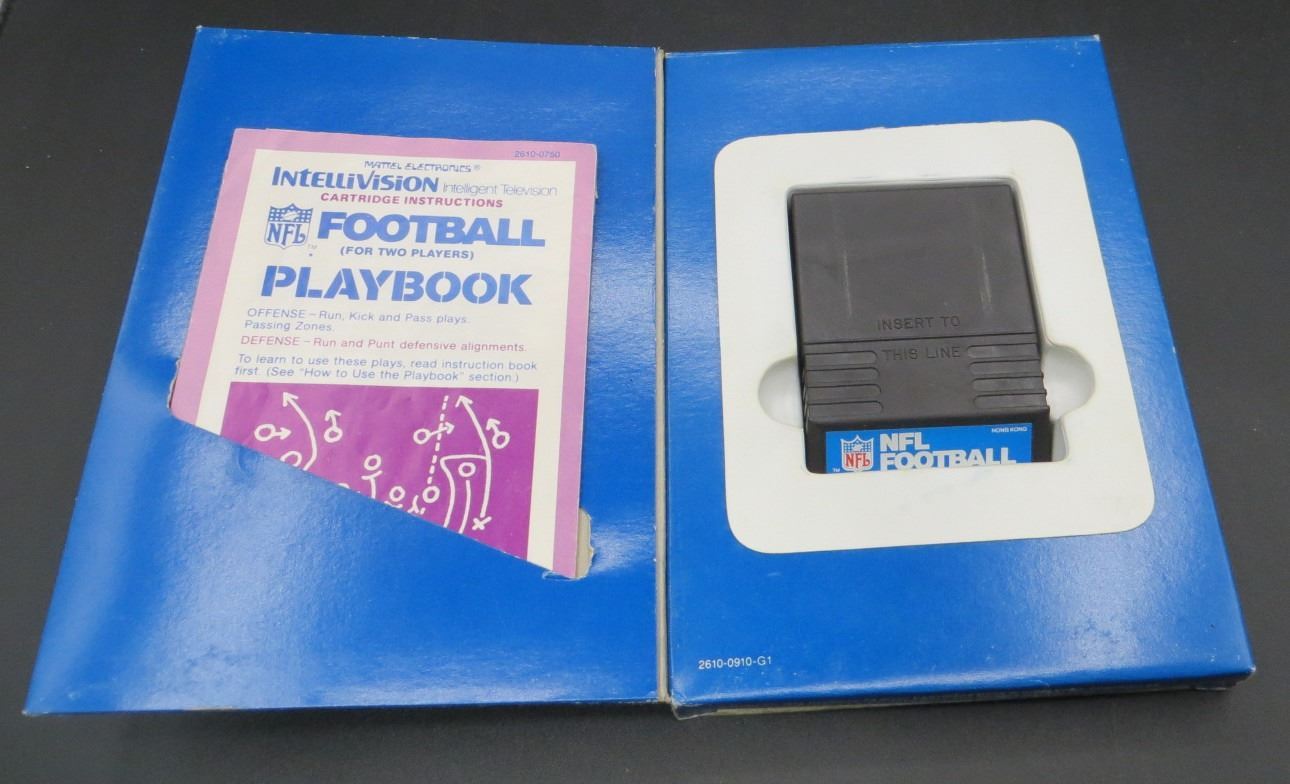 2610-0750
MATTEL ELECTRONICS®
INTELLIVISION Intelligent Television
CARTRIDGE INSTRUCTIONS
NFL FOOTBALL
TM
(FOR TWO PLAYERS)
PLAYBOOK
OFFENSE – Run, Kick and Pass plays.
Passing Zones.
DEFENSE – Run and Punt defensive alignments.
To learn to use these plays, read instruction book
first. (See "How to Use the Playbook" section.)
INSERT TO
THIS LINE
HONG KONG
NFL
TM
NFL
FOOTBALL
2610-0910-G1